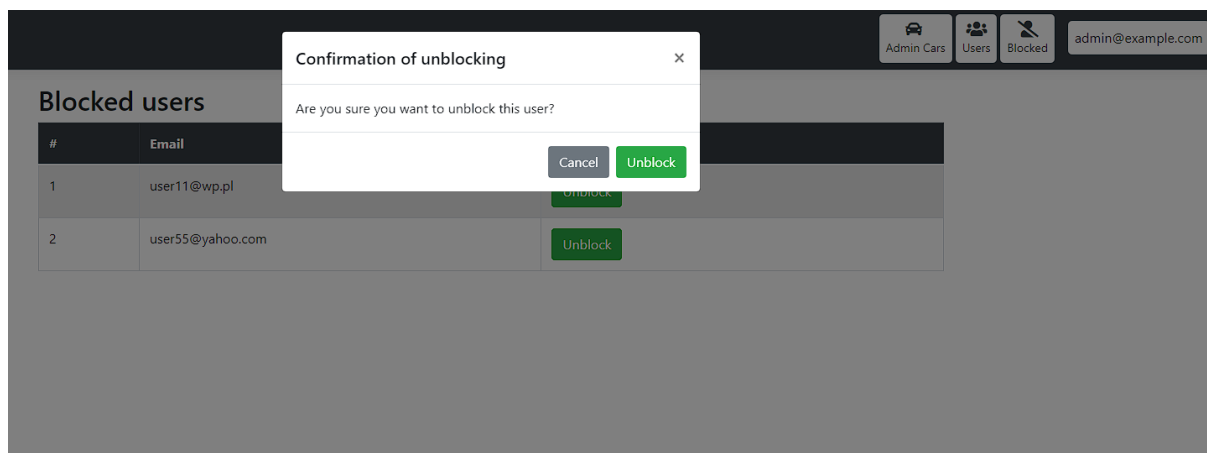 Admin Cars Users Blocked admin@example.com
Confirmation of unblocking ×
Are you sure you want to unblock this user?
Cancel Unblock
Blocked users
# Email
1 user11@wp.pl Unblock
2 user55@yahoo.com Unblock